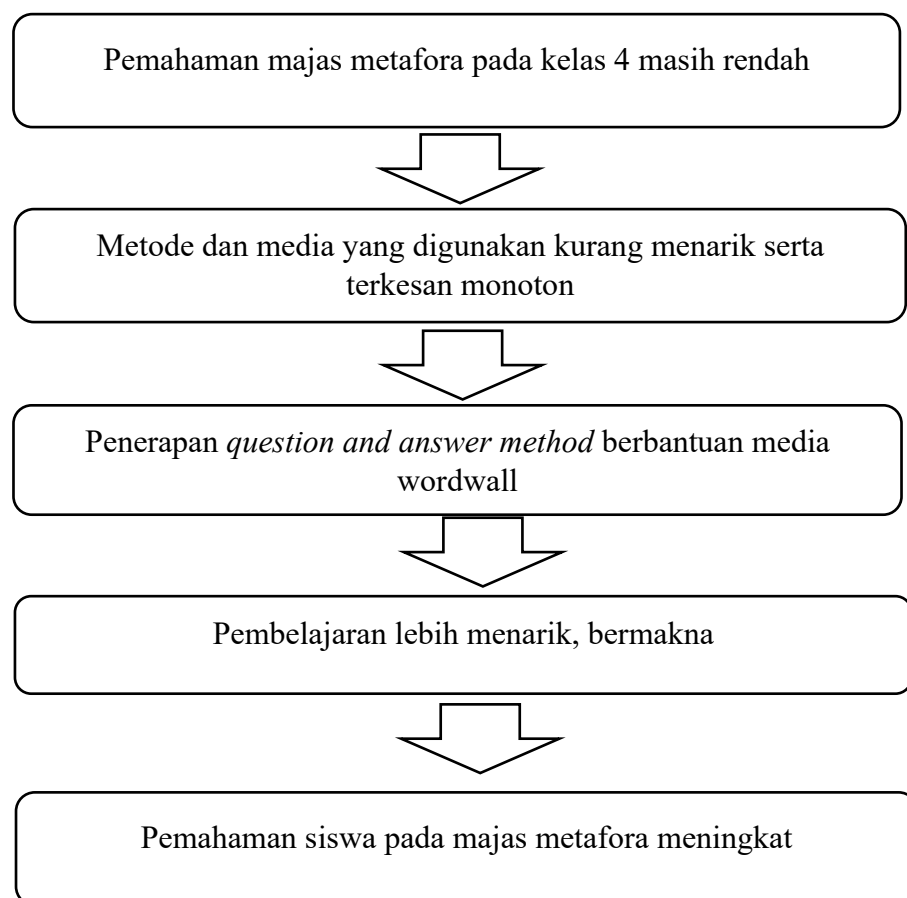 Pemahaman majas metafora pada kelas 4 masih rendah
Metode dan media yang digunakan kurang menarik serta
terkesan monoton
Penerapan question and answer method berbantuan media
wordwall
Pembelajaran lebih menarik, bermakna
Pemahaman siswa pada majas metafora meningkat